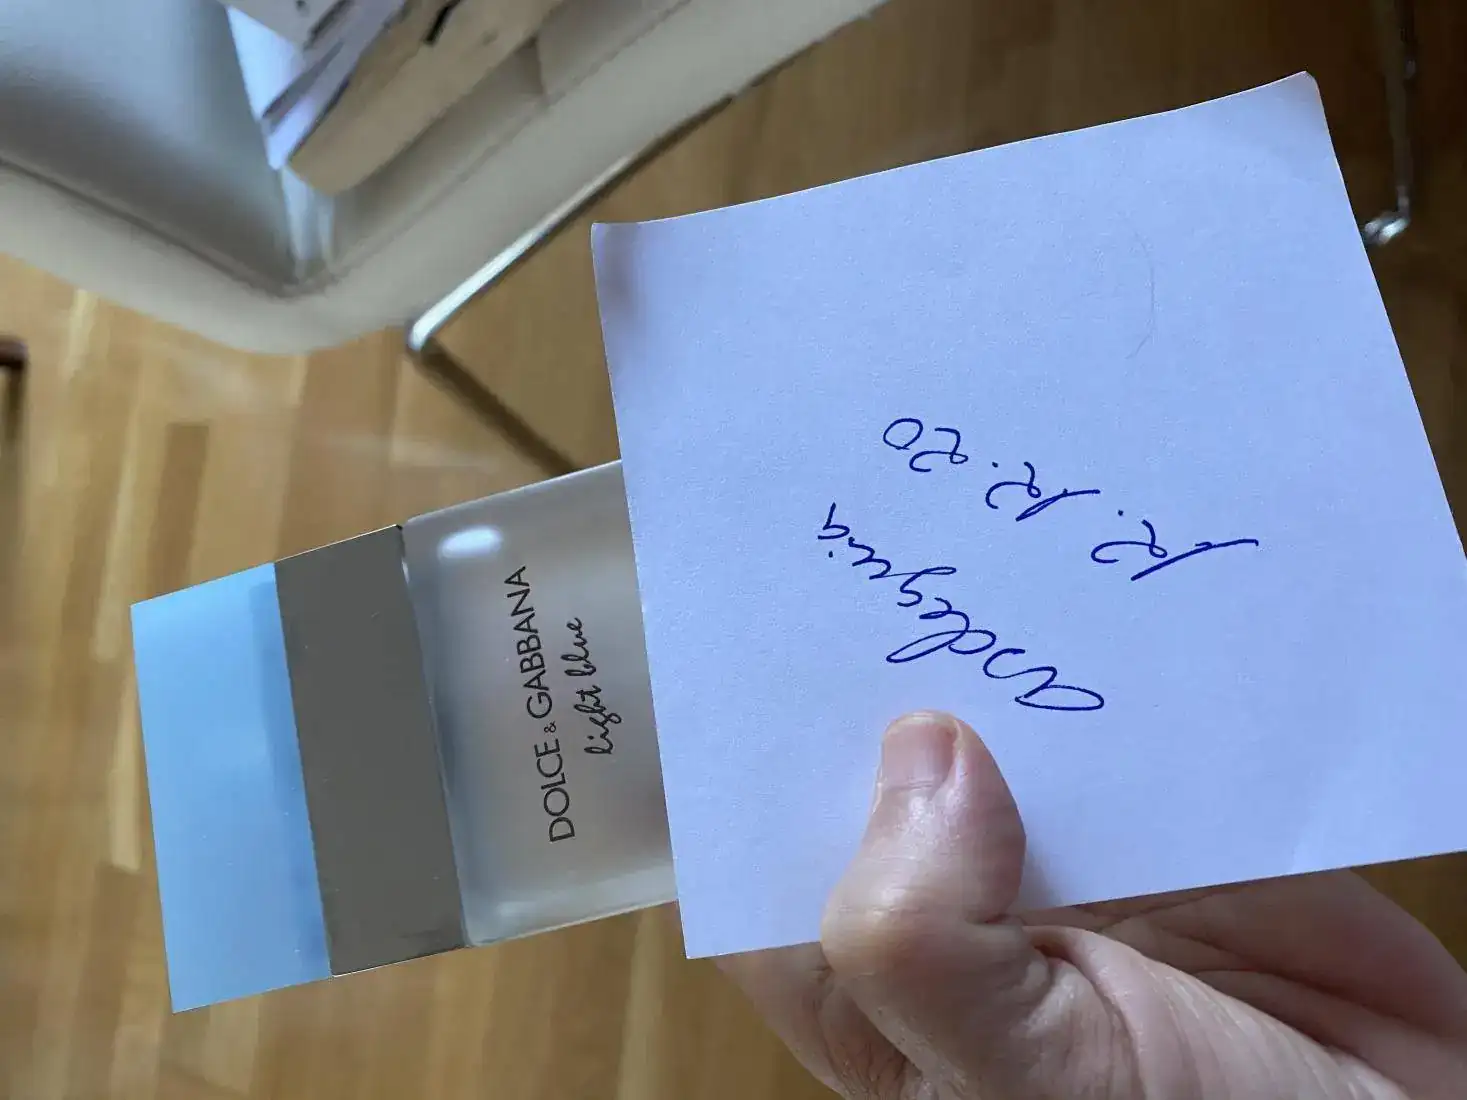 DOLCE & GABBANA
light blue
12.12.20